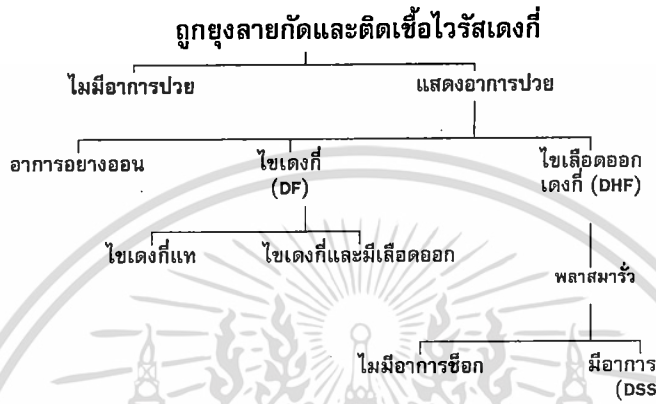 ถูกยุงลายกัดและติดเชื้อไวรัสเดงกี่
ไมมีอาการปวย
แสดงอาการปวย
อาการอยางออน
ไขเดงกี่
(DF)
ไขเลือดออก
เดงกี่ (DHF)
ไขเดงกี่แท
ไขเดงกี่และมีเลือดออก
พลาสมารั่ว
ไมมีอาการช็อก
มีอาการ
(DSS